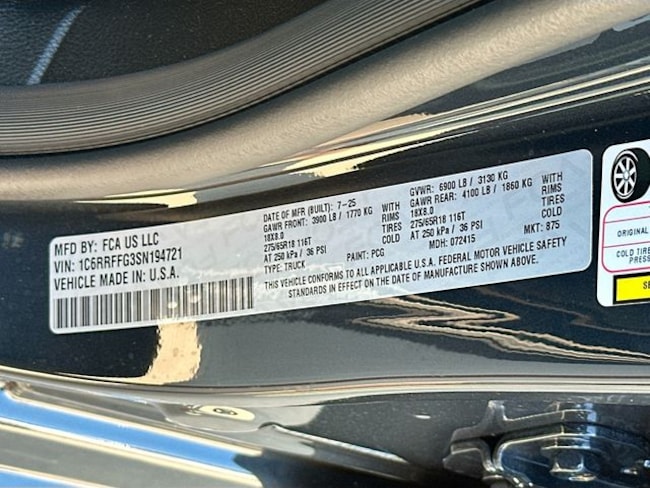 MFD BY: FCA US LLC
VIN: 1C6RRFFG3SN194721
VEHICLE MADE IN: U.S.A.
DATE OF MFR (BUILT): 7-25
GAWR FRONT: 3900 LB / 1770 KG WITH
18X8.0 RIMS
275/65R18 116T TIRES
AT 250 kPa / 36 PSI COLD
TYPE: TRUCK PAINT: PCG
GVWR: 6900 LB / 3130 KG
GAWR REAR: 4100 LB / 1860 KG WITH
18X8.0 RIMS
275/65R18 116T TIRES
AT 250 kPa / 36 PSI COLD
MDH: 072415 MKT: 875
THIS VEHICLE CONFORMS TO ALL APPLICABLE U.S.A. FEDERAL MOTOR VEHICLE SAFETY
STANDARDS IN EFFECT ON THE DATE OF MANUFACTURE SHOWN ABOVE.
ORIGINAL
COLD TIRE
PRESS